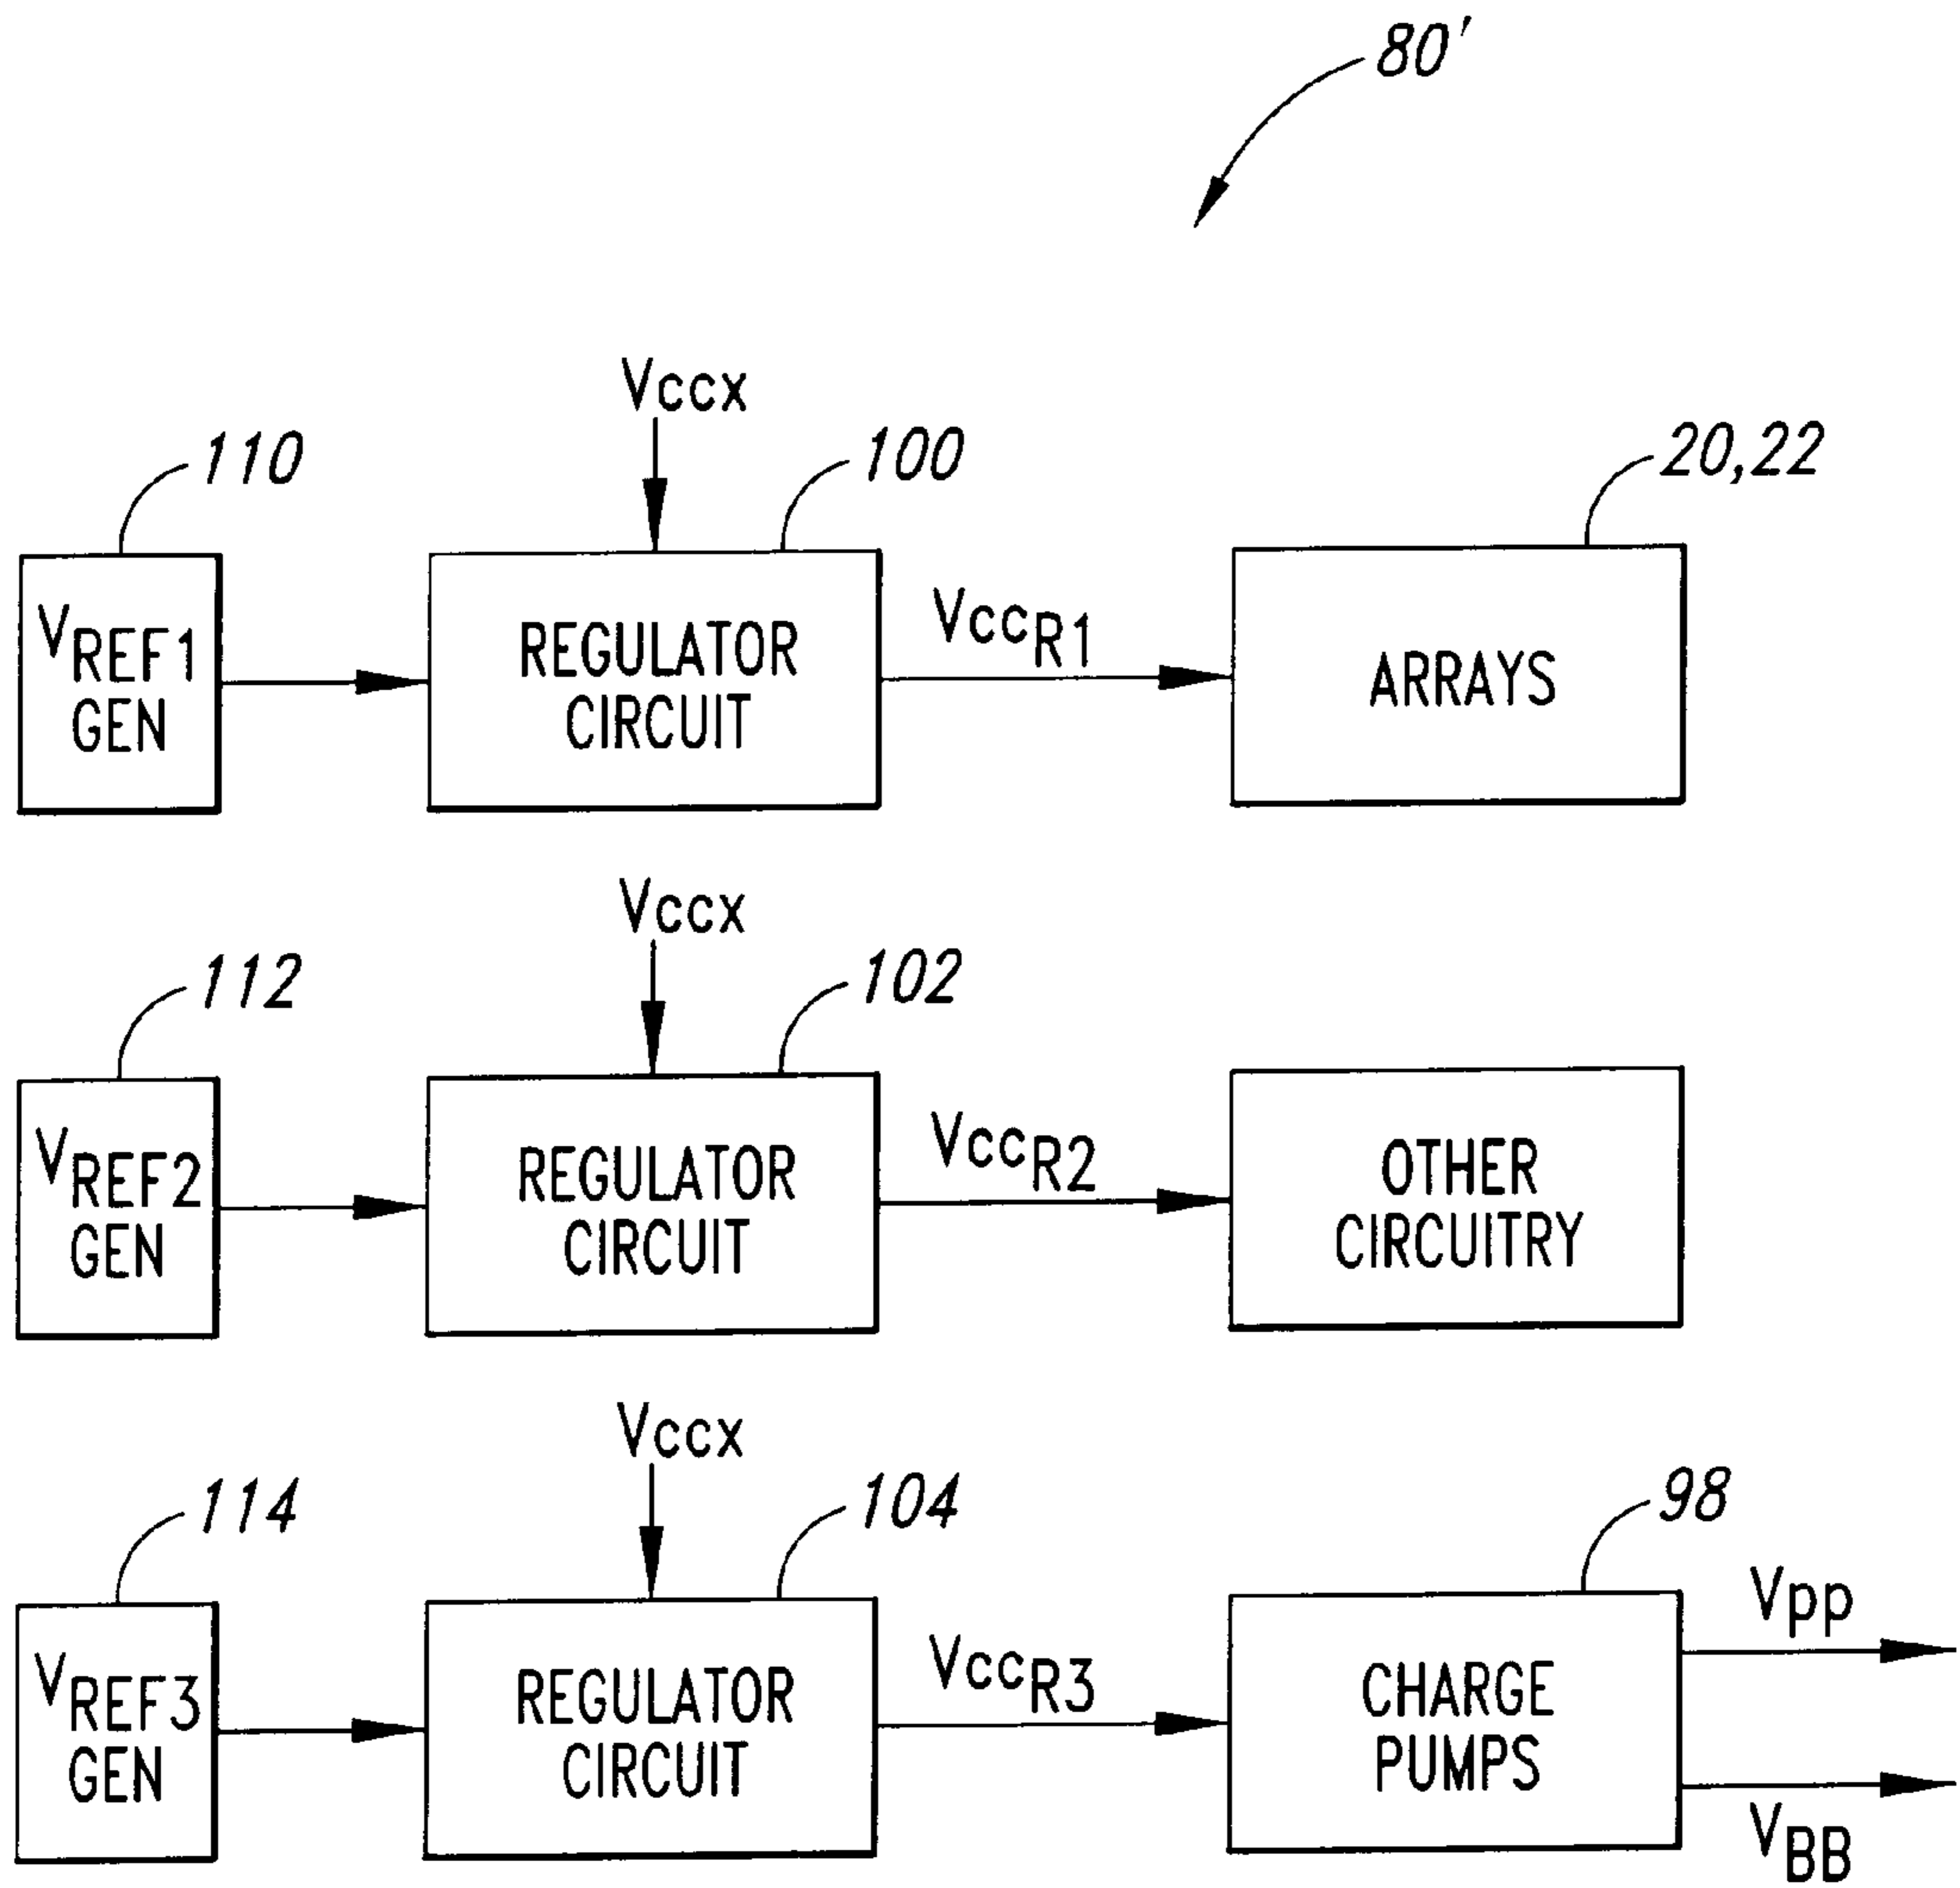 80'
Vccx
110
100
20,22
VREF1
GEN
REGULATOR
CIRCUIT
VccR1
ARRAYS
Vccx
112
102
VREF2
GEN
REGULATOR
CIRCUIT
VccR2
OTHER
CIRCUITRY
Vccx
114
104
98
VREF3
GEN
REGULATOR
CIRCUIT
VccR3
CHARGE
PUMPS
Vpp
VBB